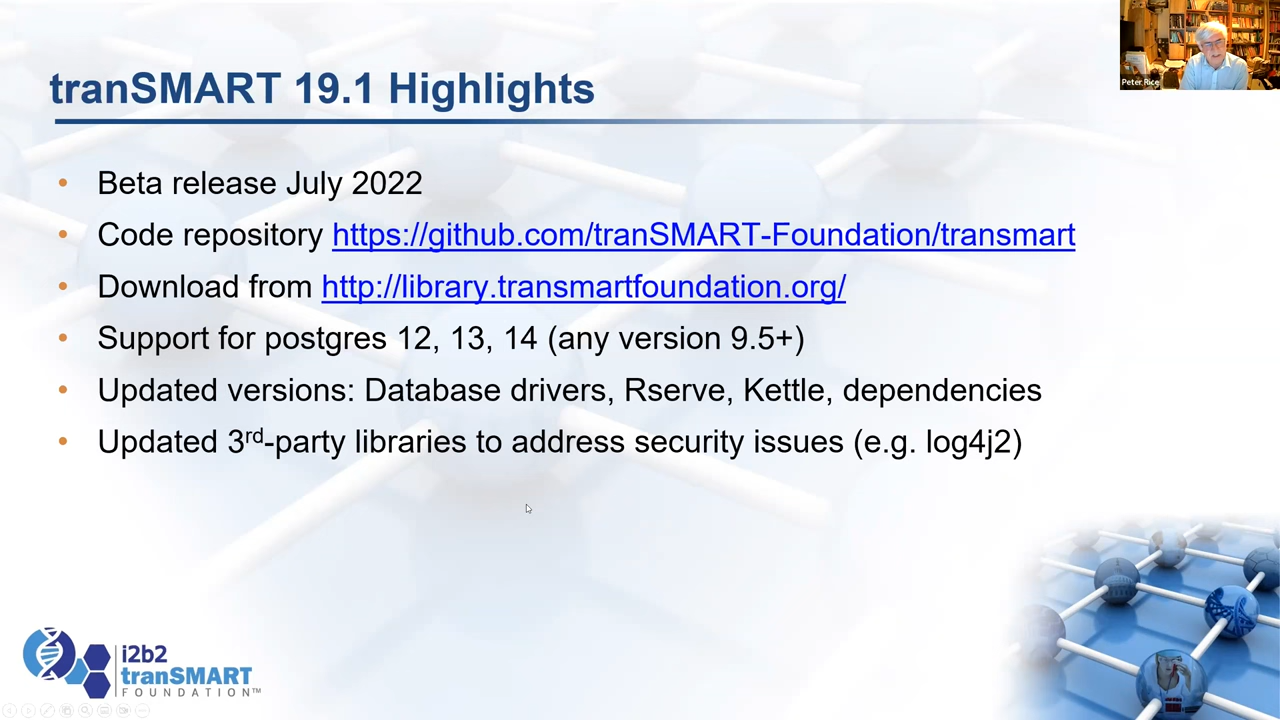 tranSMART 19.1 Highlights
Peter Rice
• Beta release July 2022
• Code repository https://github.com/tranSMART-Foundation/transmart
• Download from http://library.transmartfoundation.org/
• Support for postgres 12, 13, 14 (any version 9.5+)
• Updated versions: Database drivers, Rserve, Kettle, dependencies
• Updated 3rd-party libraries to address security issues (e.g. log4j2)
i2b2
tranSMART
FOUNDATION™